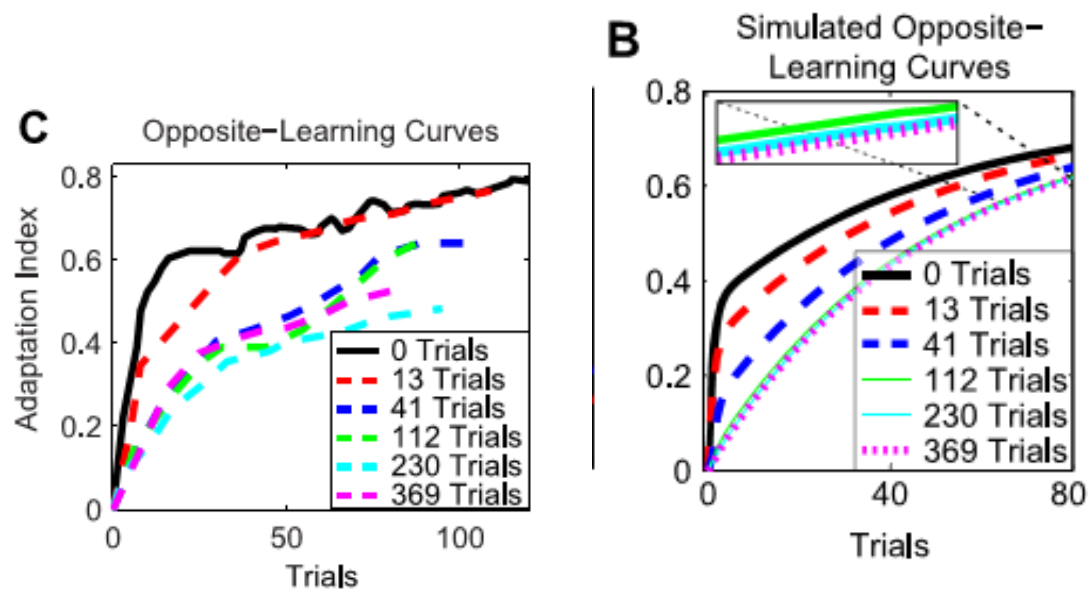 C
Opposite-Learning Curves
0.8
0.6
0.4
0.2
0
Adaptation Index
0 Trials
13 Trials
41 Trials
112 Trials
230 Trials
369 Trials
0
50
100
Trials
B
Simulated Opposite-
Learning Curves
0.8
0.6
0.4
0.2
0
0 Trials
13 Trials
41 Trials
112 Trials
230 Trials
369 Trials
0
40
80
Trials